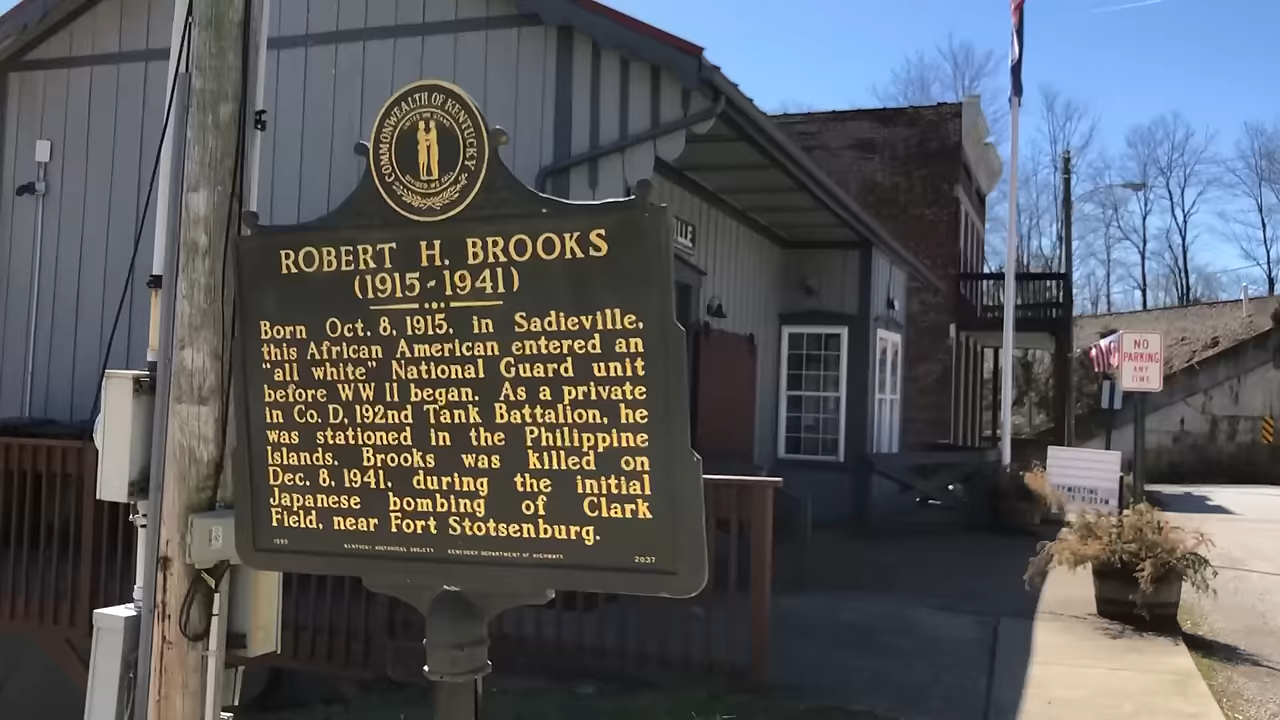 COMMONWEALTH OF KENTUCKY
UNITED WE STAND
DIVIDED WE FALL
ROBERT H. BROOKS
(1915-1941)
Born Oct. 8, 1915, in Sadieville,
this African American entered an
"all white" National Guard unit
before WW II began. As a private
in Co. D, 192nd Tank Battalion, he
was stationed in the Philippine
Islands. Brooks was killed on
Dec. 8, 1941, during the initial
Japanese bombing of Clark
Field, near Fort Stotsenburg.
1999 KENTUCKY HISTORICAL SOCIETY KENTUCKY DEPARTMENT OF HIGHWAYS 2037
VILLE
NO
PARKING
ANY
TIME
MEETING